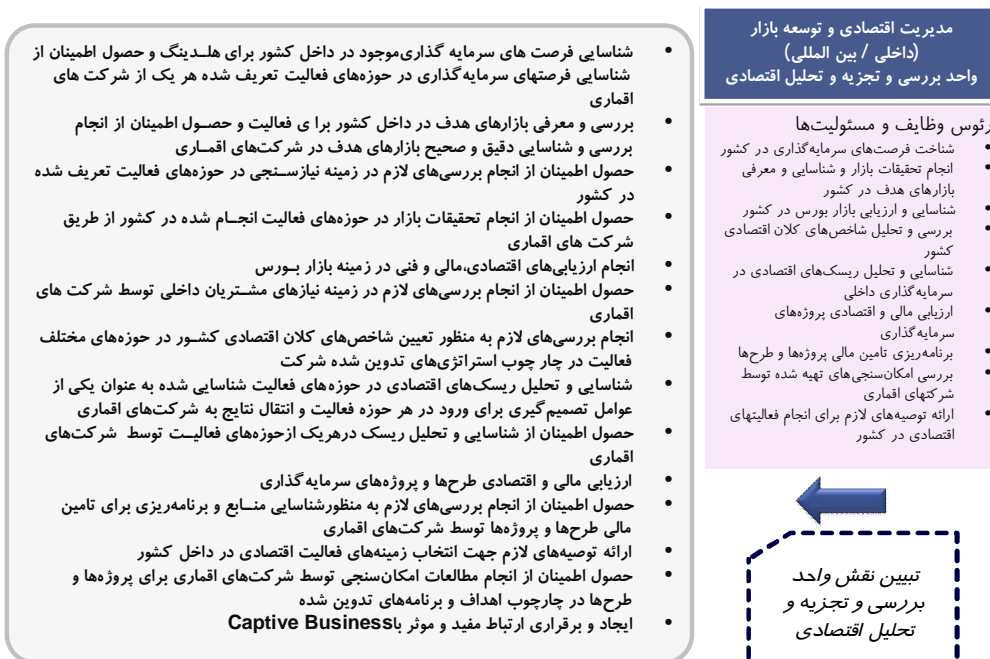 مدیریت اقتصادی و توسعه بازار
(داخلی / بین المللی)
واحد بررسی و تجزیه و تحلیل اقتصادی
رئوس وظایف و مسئولیت‌ها
• شناخت فرصت‌های سرمایه‌گذاری در کشور
• انجام تحقیقات بازار و شناسایی و معرفی
بازارهای هدف در کشور
• شناسایی و ارزیابی بازار بورس در کشور
• بررسی و تحلیل شاخص‌های کلان اقتصادی
کشور
• شناسایی و تحلیل ریسک‌های اقتصادی در
سرمایه‌گذاری داخلی
• ارزیابی مالی و اقتصادی پروژه‌های
سرمایه‌گذاری
• برنامه‌ریزی تامین مالی پروژه‌ها و طرح‌ها
• بررسی امکان‌سنجی‌های تهیه شده توسط
شرکتهای اقماری
• ارائه توصیه‌های لازم برای انجام فعالیتهای
اقتصادی در کشور
تبیین نقش واحد
بررسی و تجزیه و
تحلیل اقتصادی
• شناسایی فرصت های سرمایه گذاری‌موجود در داخل کشور برای هلـدینگ و حصول اطمینان از
شناسایی فرصتهای سرمایه‌گذاری در حوزه‌های فعالیت تعریف شده هر یک از شرکت های
اقماری
• بررسی و معرفی بازارهای هدف در داخل کشور برا ی فعالیت و حصـول اطمینان از انجام
بررسی و شناسایی دقیق و صحیح بازارهای هدف در شرکت‌های اقمـاری
• حصول اطمینان از انجام بررسی‌های لازم در زمینه نیازسـنجی در حوزه‌های فعالیت تعریف شده
در کشور
• حصول اطمینان از انجام تحقیقات بازار در حوزه‌های فعالیت انجـام شده در کشور از طریق
شرکت های اقماری
• انجام ارزیابی‌های اقتصادی،مالی و فنی در زمینه بازار بـورس
• حصول اطمینان از انجام بررسی‌های لازم در زمینه نیازهای مشـتریان داخلی توسط شرکت های
اقماری
• انجام بررسی‌های لازم به منظور تعیین شاخص‌های کلان اقتصادی کشـور در حوزه‌های مختلف
فعالیت در چار چوب استراتژی‌های تدوین شده شرکت
• شناسایی و تحلیل ریسک‌های اقتصادی در حوزه‌های فعالیت شناسایی شده به عنوان یکی از
عوامل تصمیم‌گیری برای ورود در هر حوزه فعالیت و انتقال نتایج به شرکت‌های اقماری
• حصول اطمینان از شناسایی و تحلیل ریسک درهریک ازحوزه‌های فعالیـت توسط شرکت‌های
اقماری
• ارزیابی مالی و اقتصادی طرح‌ها و پروژه‌های سرمایه‌گذاری
• حصول اطمینان از انجام بررسی‌های لازم به منظورشناسایی منـابع و برنامه‌ریزی برای تامین
مالی طرح‌ها و پروژه‌ها توسط شرکت‌های اقماری
• ارائه توصیه‌های لازم جهت انتخاب زمینه‌های فعالیت اقتصادی در داخل کشور
• حصول اطمینان از انجام مطالعات امکان‌سنجی توسط شرکت‌های اقماری برای پروژه‌ها و
طرح‌ها در چارچوب اهداف و برنامه‌های تدوین شده
• ایجاد و برقراری ارتباط مفید و موثر باCaptive Business